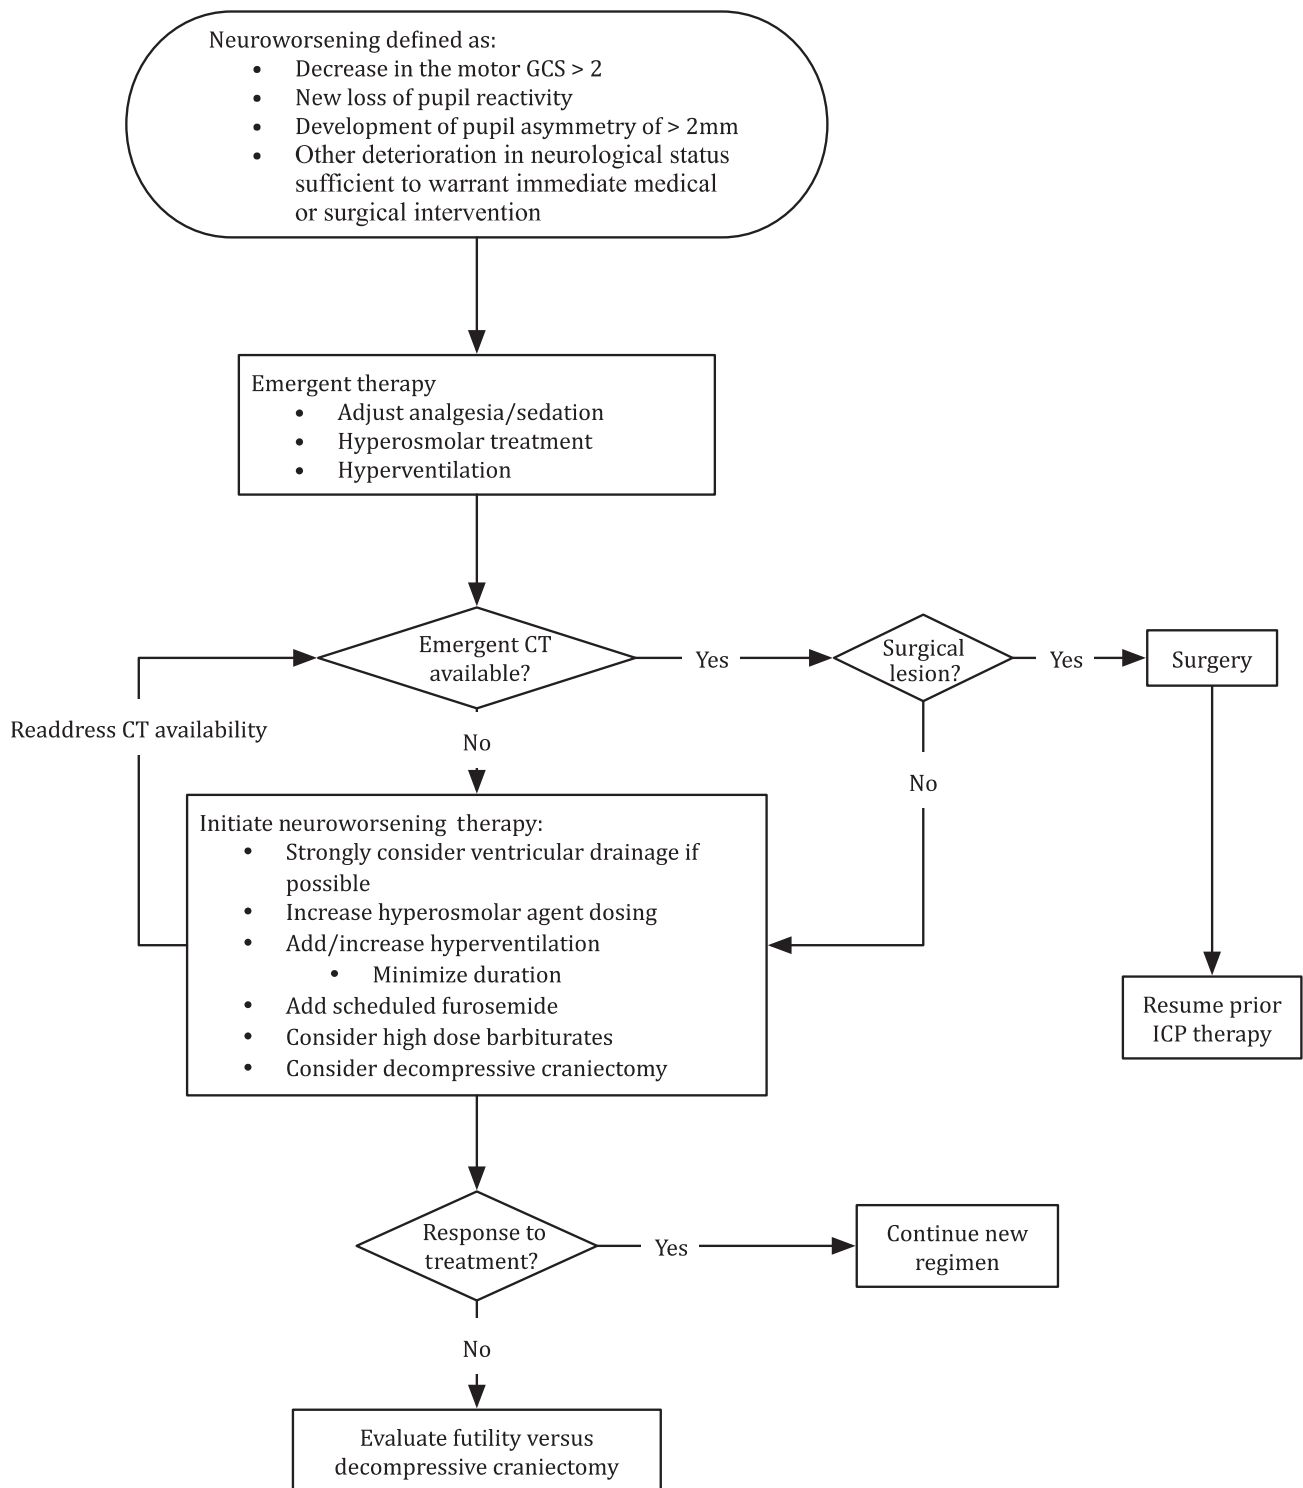 Neuroworsening defined as:
• Decrease in the motor GCS > 2
• New loss of pupil reactivity
• Development of pupil asymmetry of > 2mm
• Other deterioration in neurological status
sufficient to warrant immediate medical
or surgical intervention
Emergent therapy
• Adjust analgesia/sedation
• Hyperosmolar treatment
• Hyperventilation
Emergent CT
available?
Yes
Surgical
lesion?
Yes
Surgery
Readdress CT availability
No
No
Initiate neuroworsening therapy:
• Strongly consider ventricular drainage if
possible
• Increase hyperosmolar agent dosing
• Add/increase hyperventilation
• Minimize duration
• Add scheduled furosemide
• Consider high dose barbiturates
• Consider decompressive craniectomy
Resume prior
ICP therapy
Response to
treatment?
Yes
Continue new
regimen
No
Evaluate futility versus
decompressive craniectomy